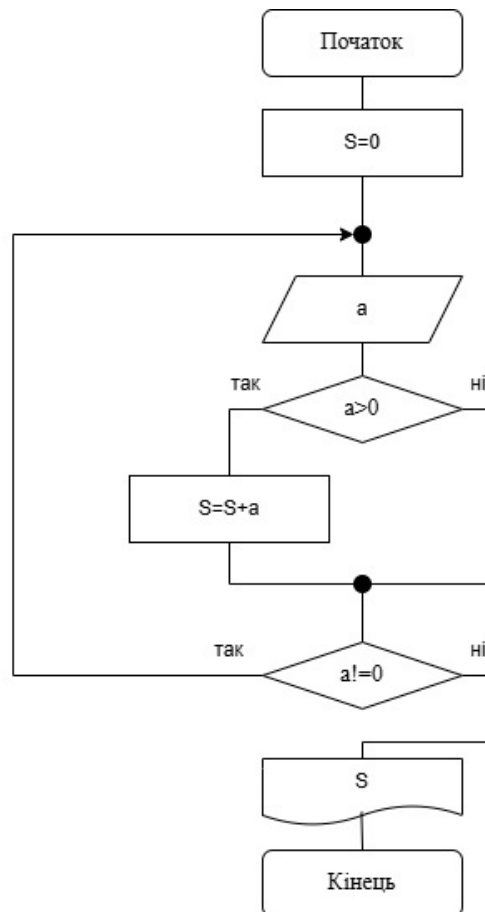 Початок
S=0
a
так
ні
a>0
S=S+a
так
ні
a!=0
S
Кінець